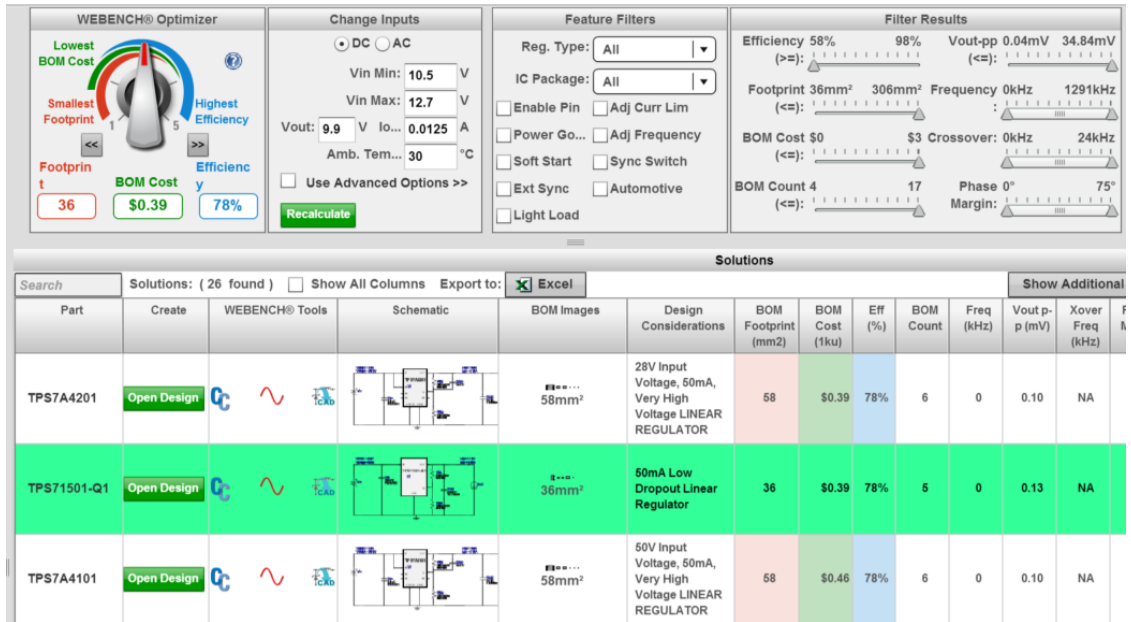 WEBENCH® Optimizer
Lowest
BOM Cost
Smallest
Footprint
Highest
Efficiency
1
5
<<
>>
Footprin
t
BOM Cost
Efficienc
y
36
$0.39
78%
Change Inputs
DC AC
Vin Min: 10.5 V
Vin Max: 12.7 V
Vout: 9.9 V Io... 0.0125 A
Amb. Tem... 30 °C
Use Advanced Options >>
Recalculate
Feature Filters
Reg. Type: All
IC Package: All
Enable Pin Adj Curr Lim
Power Go... Adj Frequency
Soft Start Sync Switch
Ext Sync Automotive
Light Load
Filter Results
Efficiency 58% 98% Vout-pp 0.04mV 34.84mV
(>=): (<=):
Footprint 36mm² 306mm² Frequency 0kHz 1291kHz
(<=): :
BOM Cost $0 $3 Crossover: 0kHz 24kHz
(<=):
BOM Count 4 17 Phase 0° 75°
(<=): Margin:
Solutions
Search Solutions: ( 26 found ) Show All Columns Export to: Excel Show Additional
Part Create WEBENCH® Tools Schematic BOM Images Design BOM BOM Eff BOM Freq Vout p- Xover
Considerations Footprint Cost (%) Count (kHz) p (mV) Freq
(mm2) (1ku) (kHz)
28V Input
Voltage, 50mA,
TPS7A4201 Open Design CAD 58mm² Very High 58 $0.39 78% 6 0 0.10 NA
Voltage LINEAR
REGULATOR
50mA Low
TPS71501-Q1 Open Design CAD 36mm² Dropout Linear 36 $0.39 78% 5 0 0.13 NA
Regulator
50V Input
Voltage, 50mA,
TPS7A4101 Open Design CAD 58mm² Very High 58 $0.46 78% 6 0 0.10 NA
Voltage LINEAR
REGULATOR